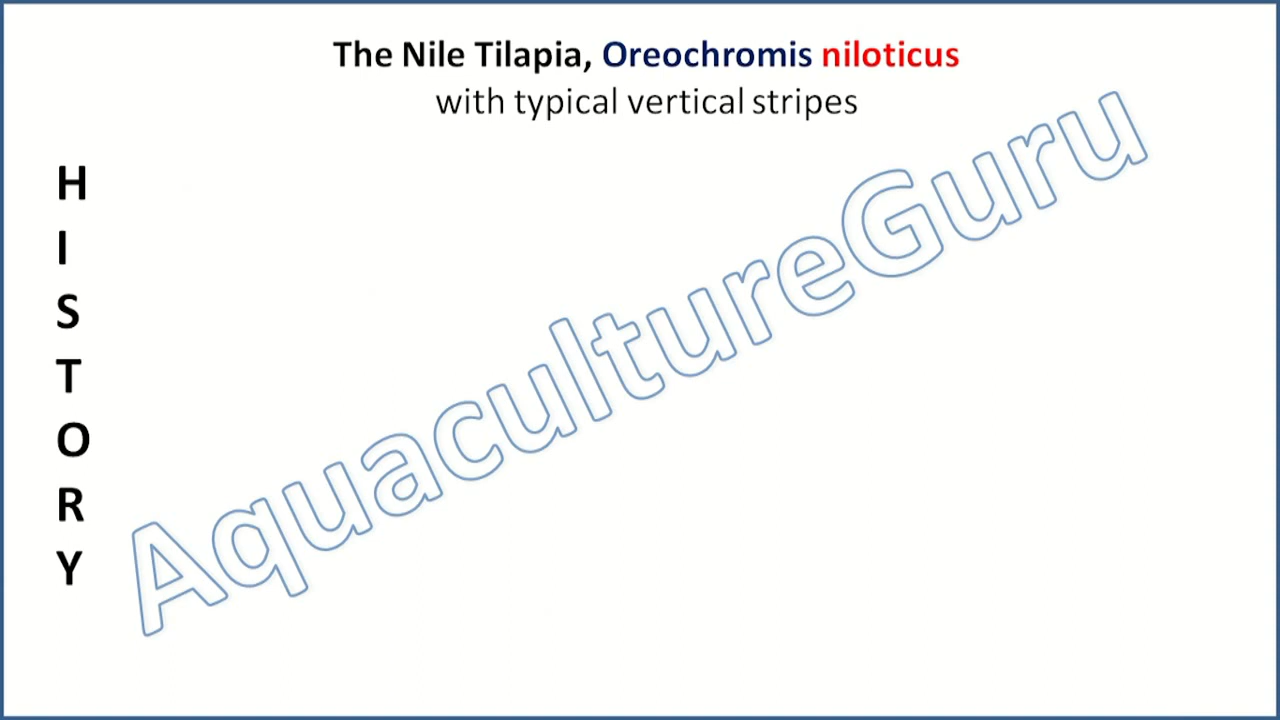 The Nile Tilapia, Oreochromis niloticus
with typical vertical stripes
H
I
S
T
O
R
Y
AquacultureGuru